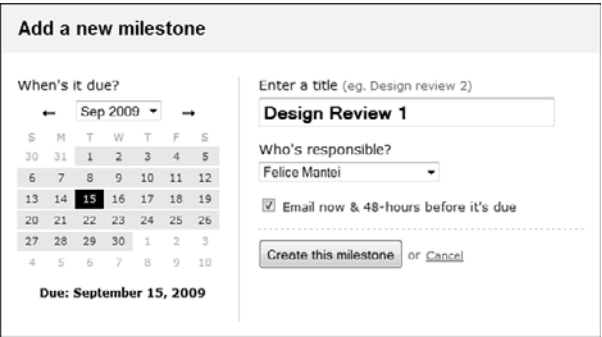 Add a new milestone
When's it due?
← Sep 2009 →
S M T W T F S
30 31 1 2 3 4 5
6 7 8 9 10 11 12
13 14 15 16 17 18 19
20 21 22 23 24 25 26
27 28 29 30 1 2 3
4 5 6 7 8 9 10
Due: September 15, 2009
Enter a title (eg. Design review 2)
Design Review 1
Who's responsible?
Felice Mantei
Email now & 48-hours before it's due
Create this milestone or Cancel